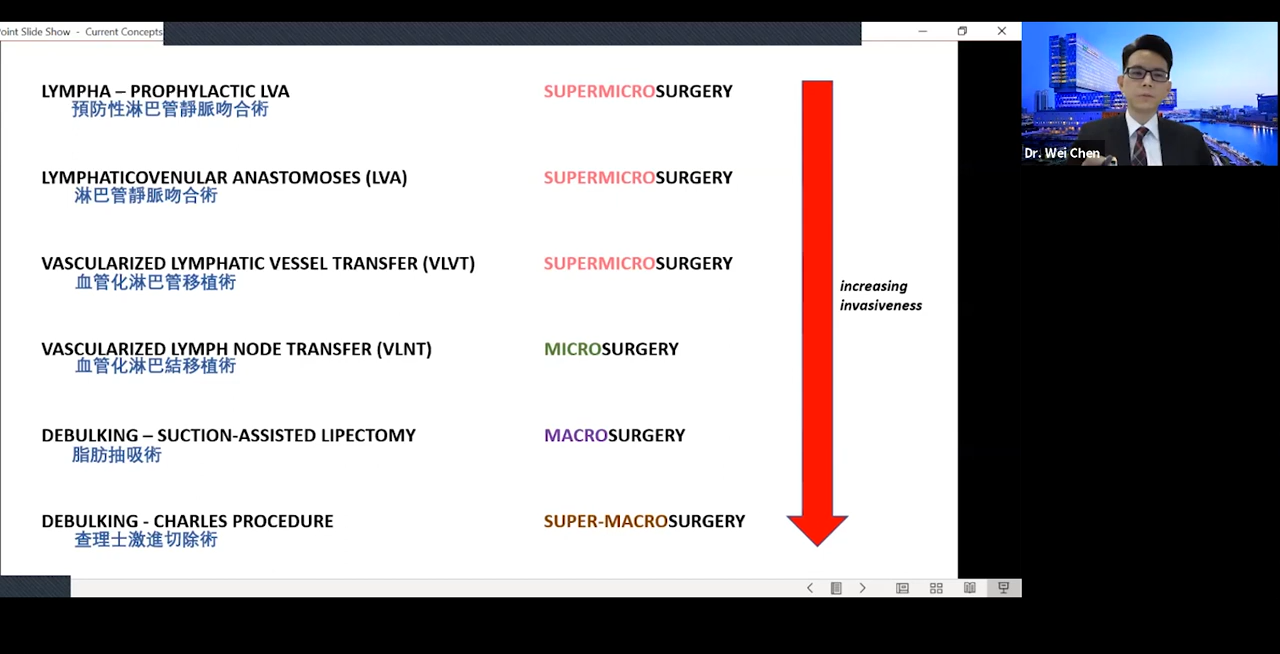 oint Slide Show - Current Concepts
LYMPHA – PROPHYLACTIC LVA
預防性淋巴管靜脈吻合術
SUPERMICROSURGERY
LYMPHATICOVENULAR ANASTOMOSES (LVA)
淋巴管靜脈吻合術
SUPERMICROSURGERY
VASCULARIZED LYMPHATIC VESSEL TRANSFER (VLVT)
血管化淋巴管移植術
SUPERMICROSURGERY
VASCULARIZED LYMPH NODE TRANSFER (VLNT)
血管化淋巴結移植術
MICROSURGERY
DEBULKING – SUCTION-ASSISTED LIPECTOMY
脂肪抽吸術
MACROSURGERY
DEBULKING - CHARLES PROCEDURE
查理士激進切除術
SUPER-MACROSURGERY
increasing
invasiveness
Dr. Wei Chen